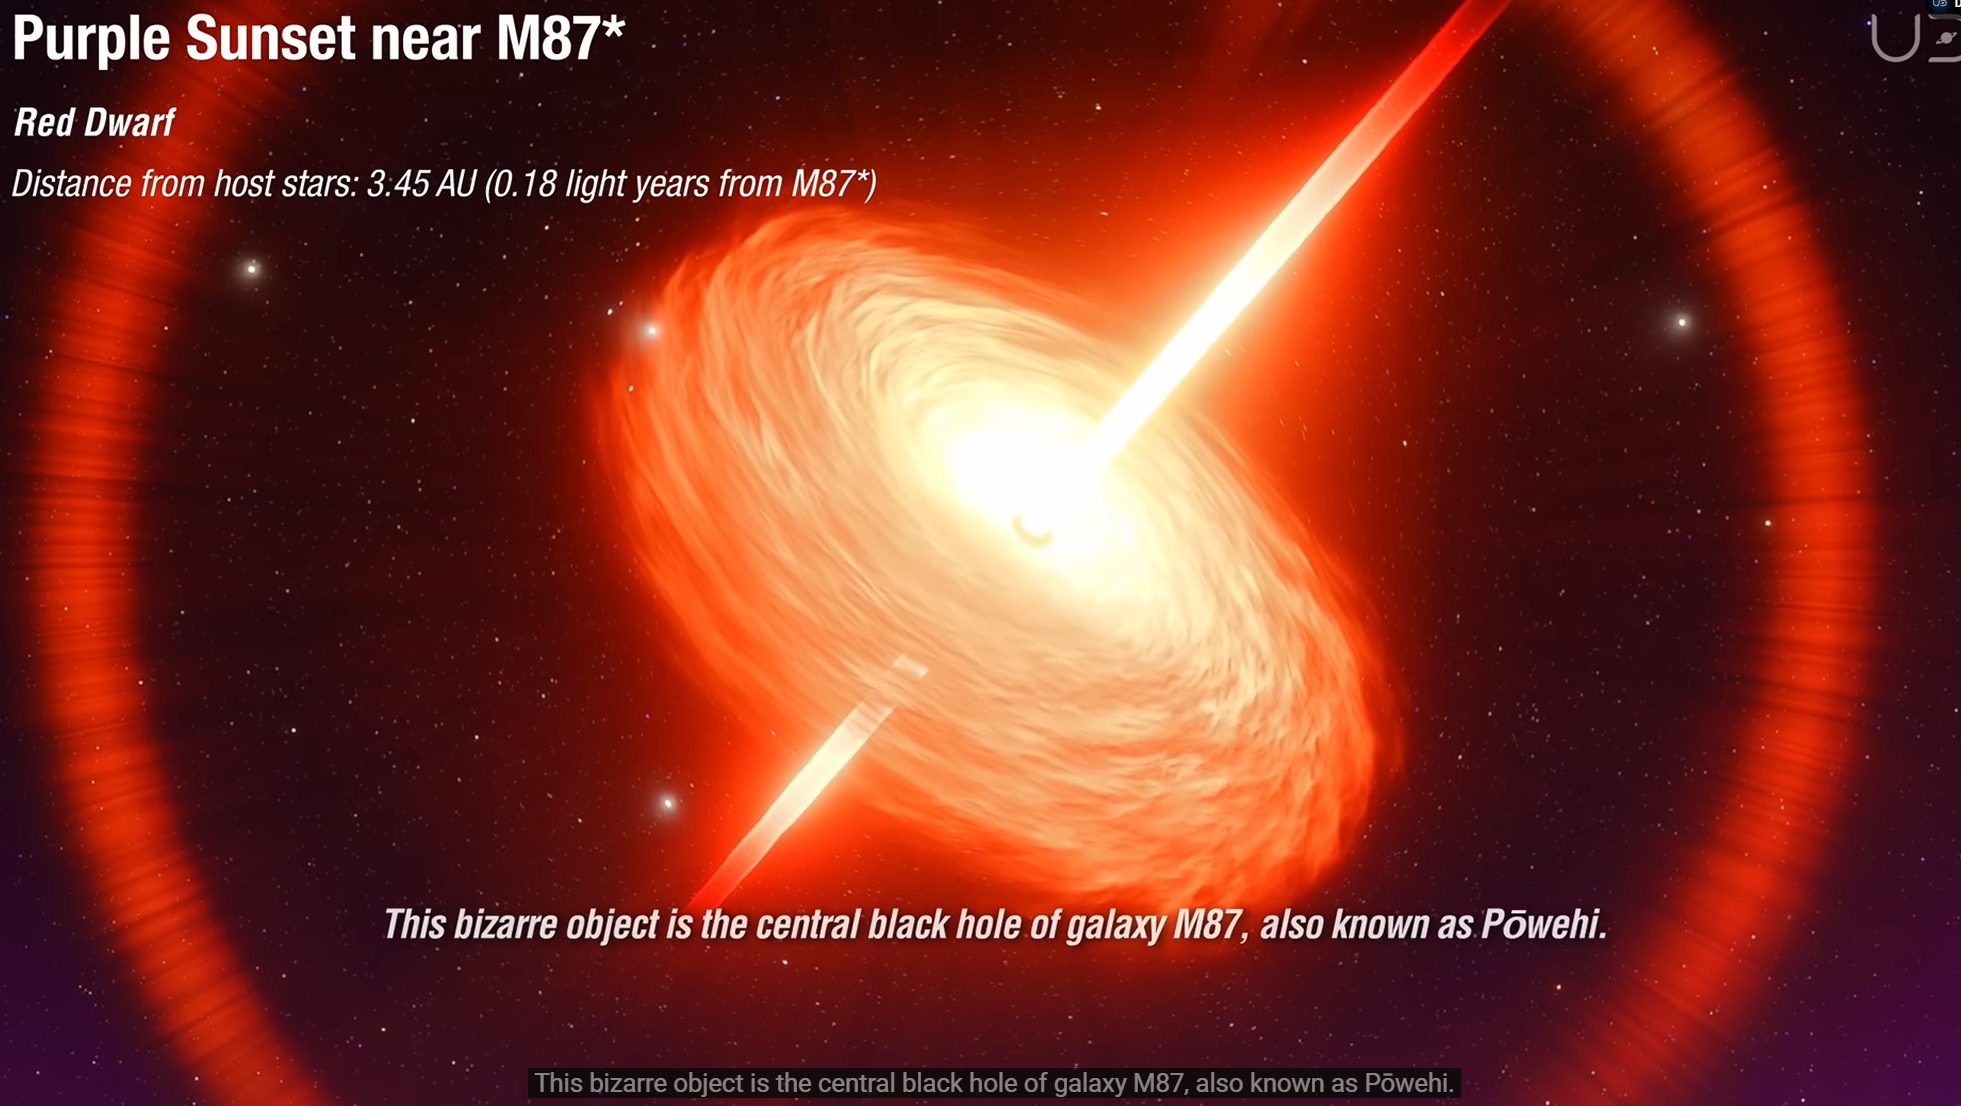 Purple Sunset near M87*
Red Dwarf
Distance from host stars: 3:45 AU (0.18 light years from M87*)
This bizarre object is the central black hole of galaxy M87, also known as Pōwehi.
This bizarre object is the central black hole of galaxy M87, also known as Pōwehi.